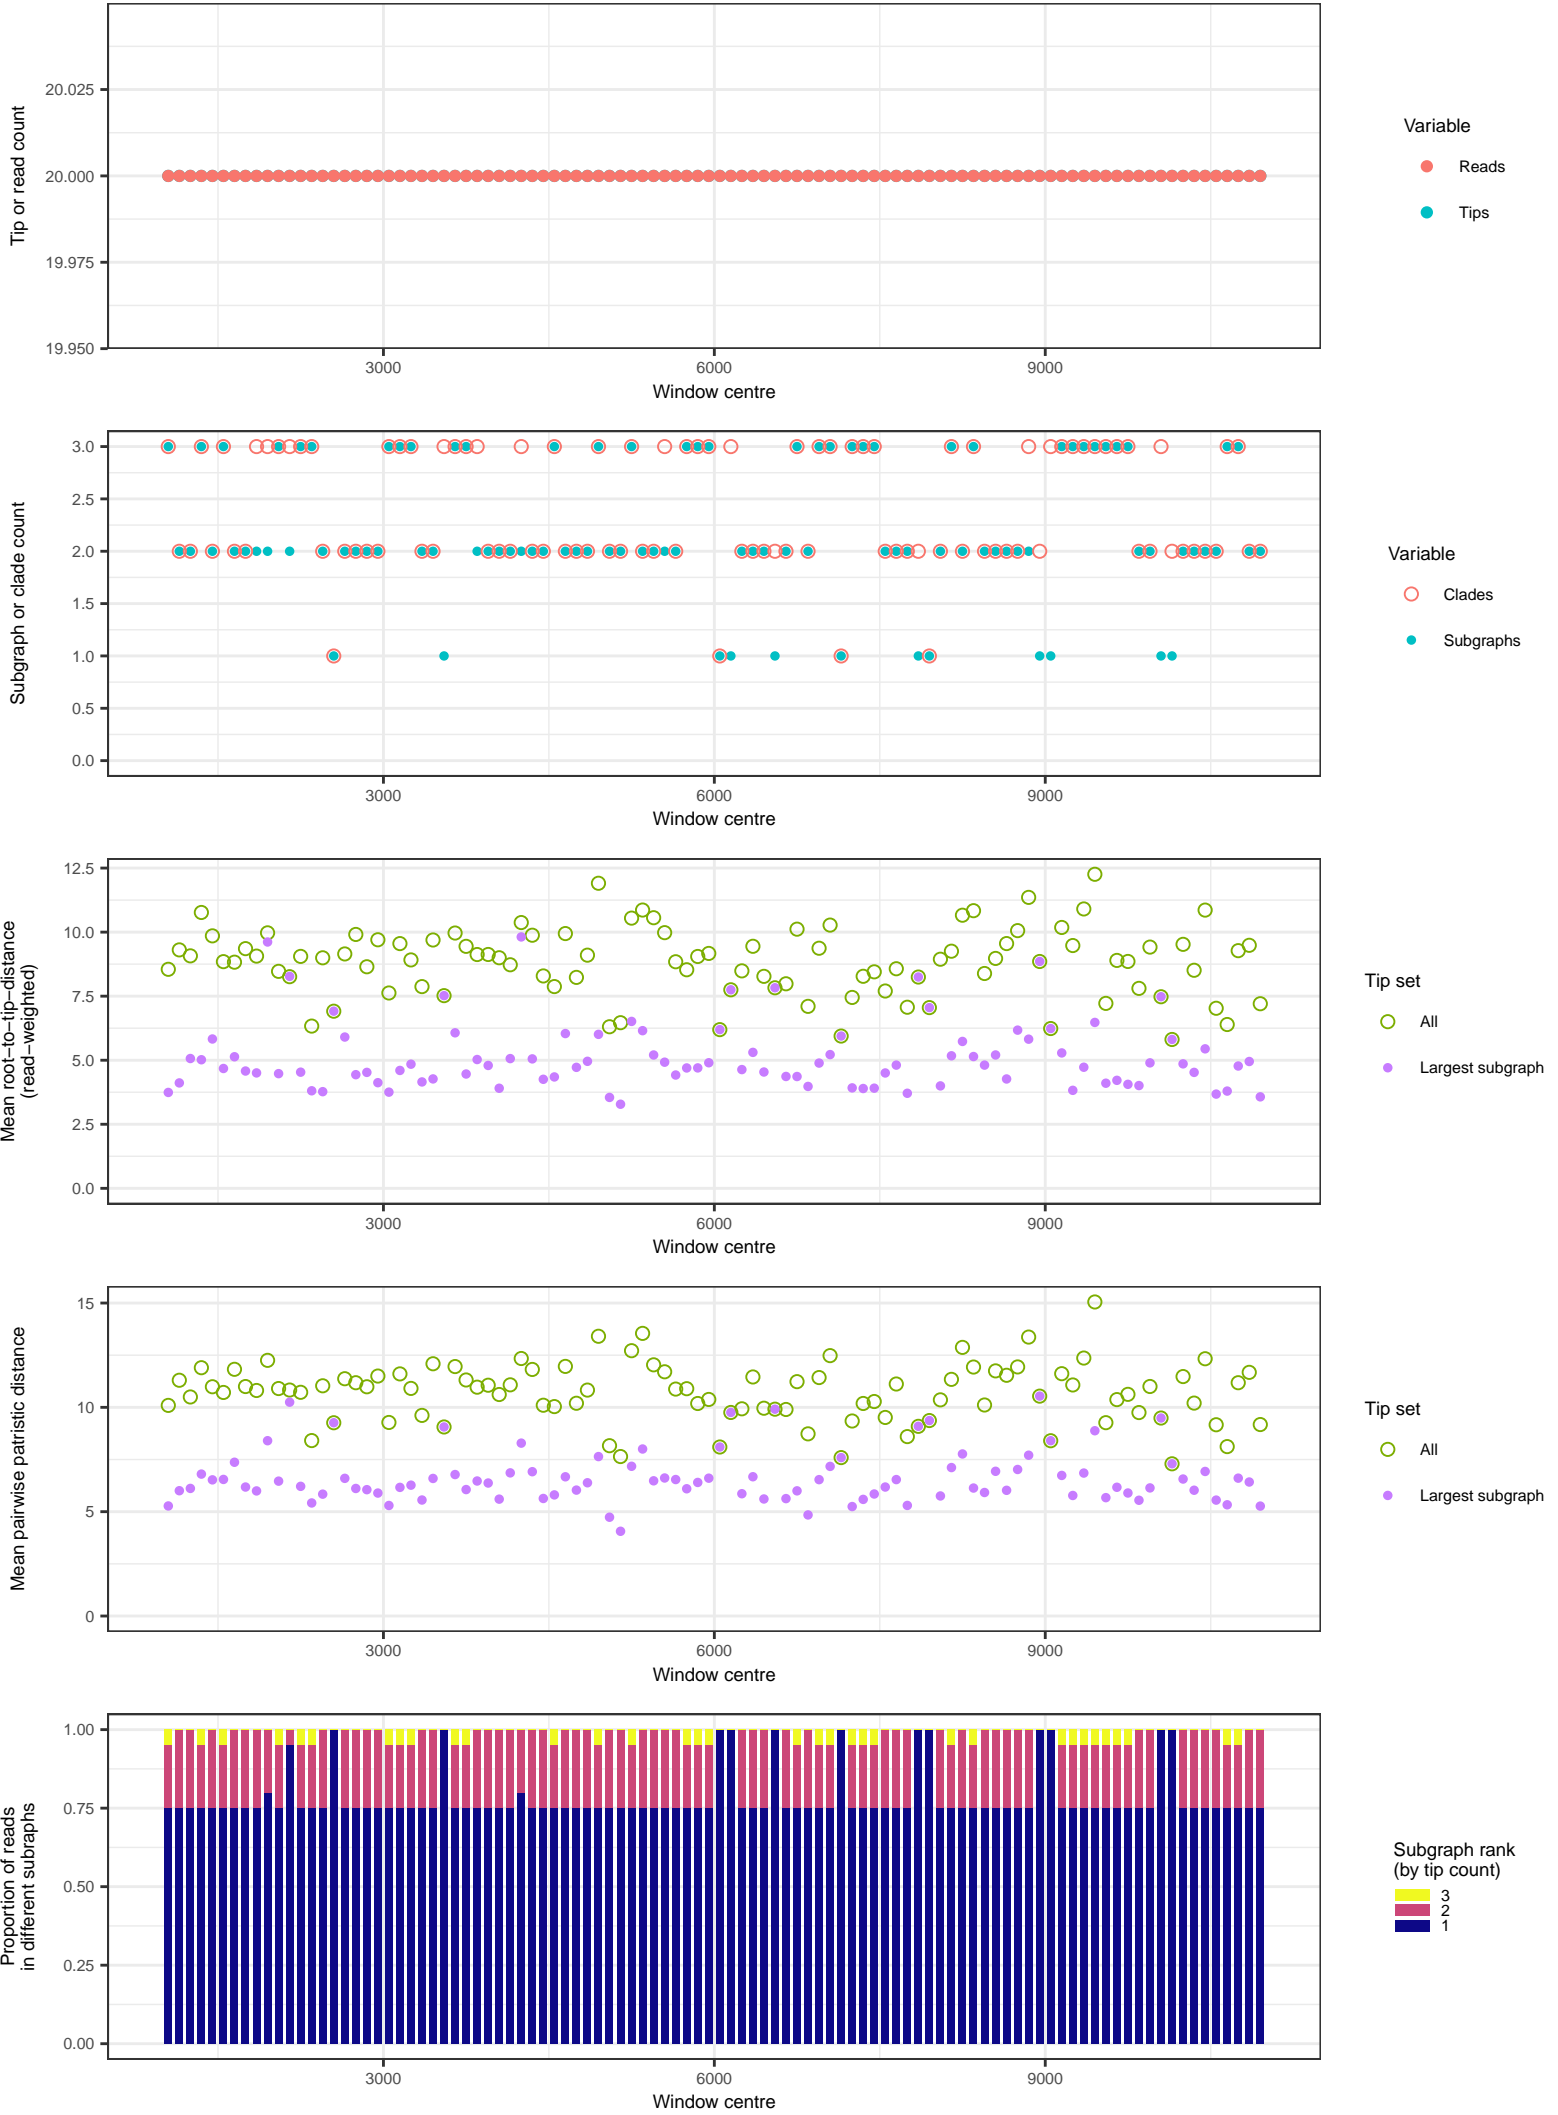 Tip or read count
20.025
20.000
19.975
19.950
3000 6000 9000
Window centre
Variable
Reads
Tips
Subgraph or clade count
3.0
2.5
2.0
1.5
1.0
0.5
0.0
3000 6000 9000
Window centre
Variable
Clades
Subgraphs
Mean root−to−tip−distance
(read−weighted)
12.5
10.0
7.5
5.0
2.5
0.0
3000 6000 9000
Window centre
Tip set
All
Largest subgraph
Mean pairwise patristic distance
15
10
5
0
3000 6000 9000
Window centre
Tip set
All
Largest subgraph
Proportion of reads
in different subraphs
1.00
0.75
0.50
0.25
0.00
3000 6000 9000
Window centre
Subgraph rank
(by tip count)
3
2
1